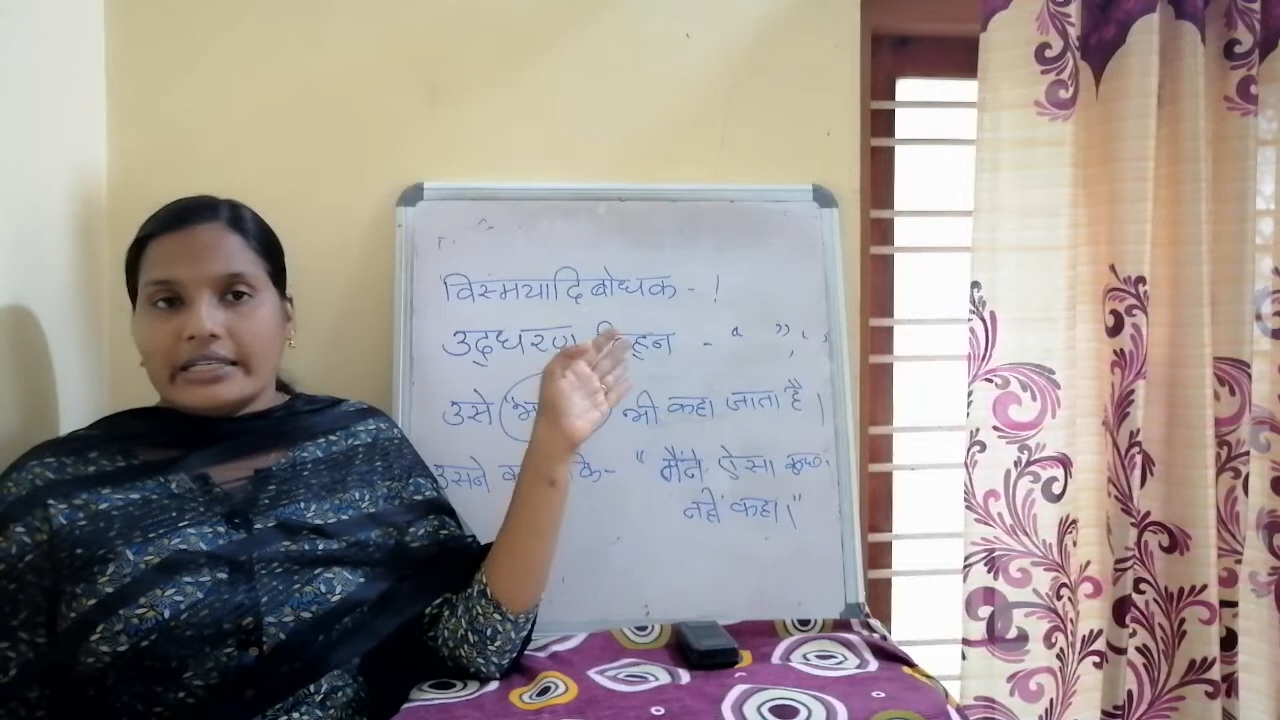 विस्मयादिबोधक - !
उद्धरण - “ ” , ‘ ’
उसे भी कहा जाता है ।
उसने कि- “ मैंने ऐसा कुछ
नहीं कहा। ”